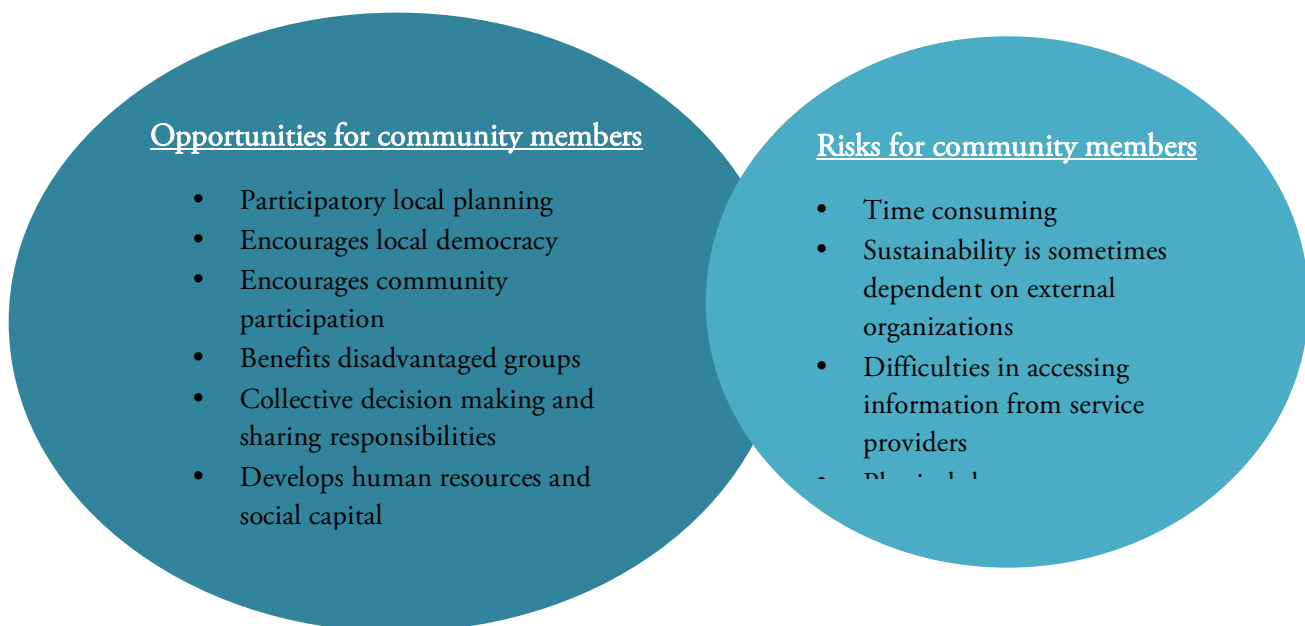 Opportunities for community members
• Participatory local planning
• Encourages local democracy
• Encourages community
participation
• Benefits disadvantaged groups
• Collective decision making and
sharing responsibilities
• Develops human resources and
social capital
Risks for community members
• Time consuming
• Sustainability is sometimes
dependent on external
organizations
• Difficulties in accessing
information from service
providers
• Physical